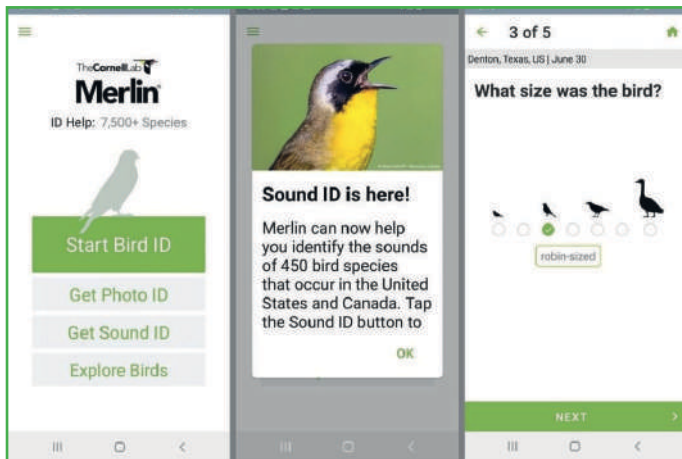 TheCornellLab
Merlin
ID Help: 7,500+ Species
Start Bird ID
Get Photo ID
Get Sound ID
Explore Birds
Sound ID is here!
Merlin can now help
you identify the sounds
of 450 bird species
that occur in the United
States and Canada. Tap
the Sound ID button to
OK
3 of 5
Denton, Texas, US | June 30
What size was the bird?
robin-sized
NEXT